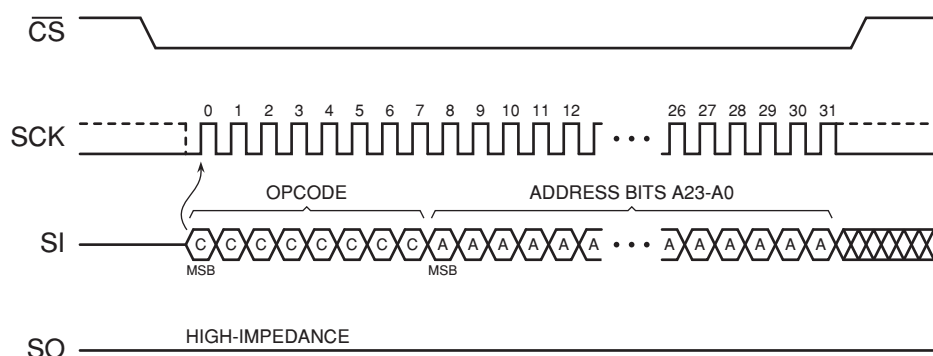 CS
0 1 2 3 4 5 6 7 8 9 10 11 12 26 27 28 29 30 31
SCK
OPCODE ADDRESS BITS A23-A0
SI C C C C C C C C A A A A A A A A A A A A
MSB MSB
HIGH-IMPEDANCE
SO